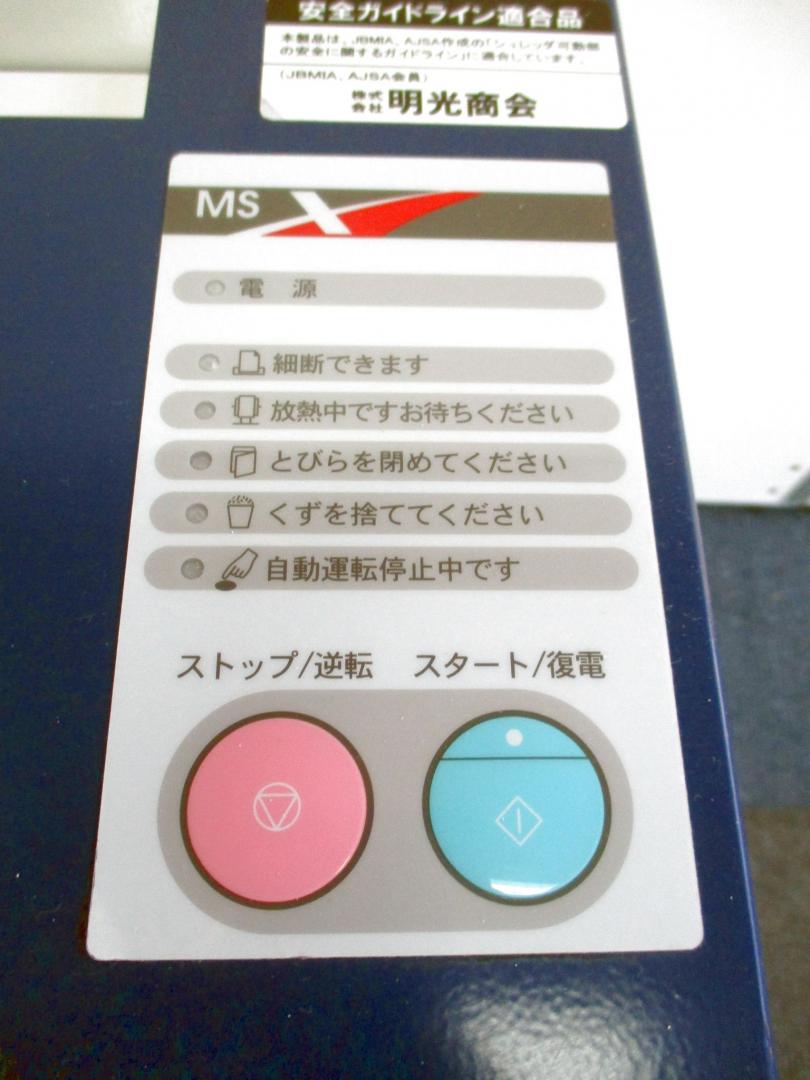 安全ガイドライン適合品
本製品は、JBMIA、AJSA作成の「シュレッダ可動部
の安全に関するガイドライン」に適合しています。
(JBMIA、AJSA会員)
株式会社 明光商会
MS X
電 源
細断できます
放熱中ですお待ちください
とびらを閉めてください
くずを捨ててください
自動運転停止中です
ストップ/逆転 スタート/復電